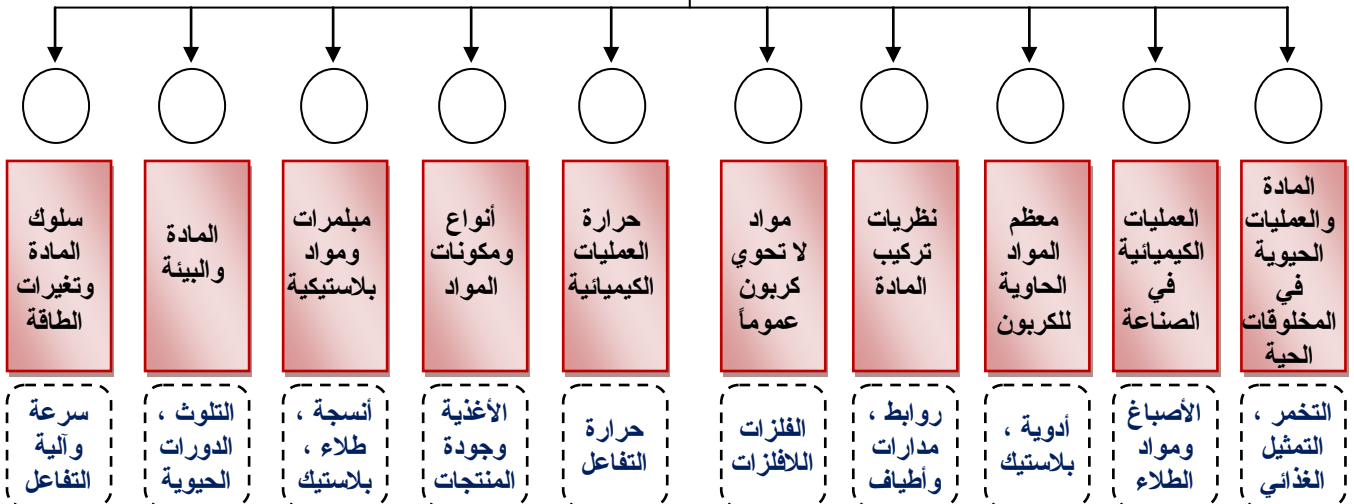 المادة
والعمليات
الحيوية
في
المخلوقات
الحية
العمليات
الكيميائية
في
الصناعة
معظم
المواد
الحاوية
للكربون
نظريات
تركيب
المادة
مواد
لا تحوي
كربون
عموماً
حرارة
العمليات
الكيميائية
أنواع
ومكونات
المواد
مبلمرات
ومواد
بلاستيكية
المادة
والبيئة
سلوك
المادة
وتغيرات
الطاقة
التخمر ،
التمثيل
الغذائي
الأصباغ
ومواد
الطلاء
أدوية ،
بلاستيك
روابط ،
مدارات
وأطياف
الفلزات
اللافلزات
حرارة
التفاعل
الأغذية
وجودة
المنتجات
أنسجة ،
طلاء ،
بلاستيك
التلوث ،
الدورات
الحيوية
سرعة
وآلية
التفاعل